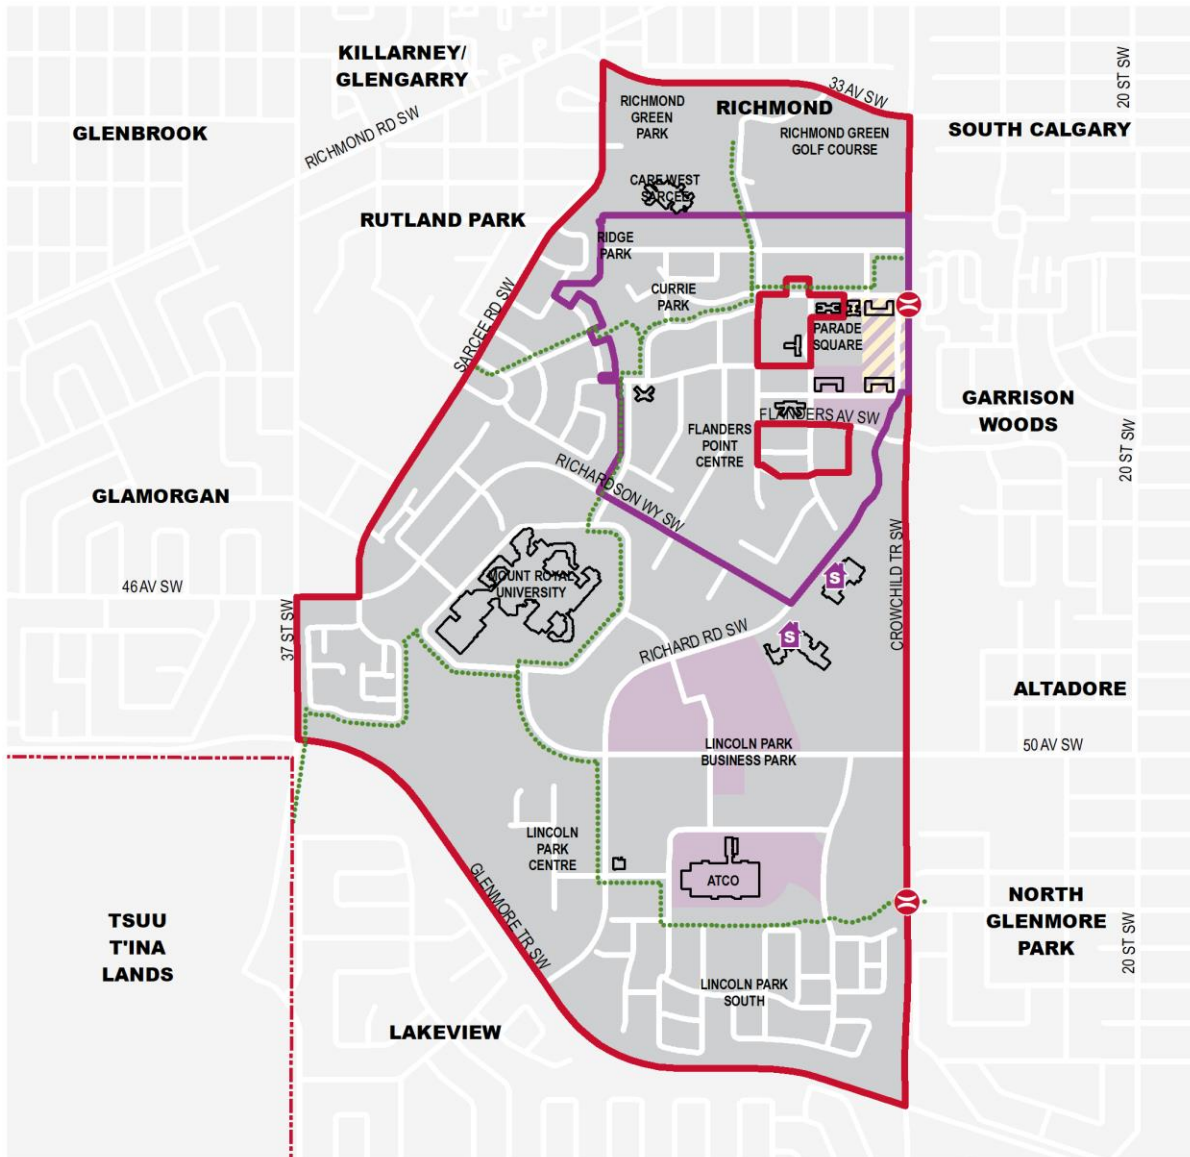 KILLARNEY/
GLENGARRY
20 ST SW
33 AV SW
RICHMOND
GREEN
PARK
RICHMOND
GLENBROOK
RICHMOND RD SW
RICHMOND GREEN
GOLF COURSE
SOUTH CALGARY
CARE WEST
SARCEE
RUTLAND PARK
RIDGE
PARK
CURRIE
PARK
SARCEE RD SW
PARADE
SQUARE
GARRISON
WOODS
FLANDERS AV SW
FLANDERS
POINT
CENTRE
20 ST SW
GLAMORGAN
RICHARDSON WY SW
CROWCHILD TR SW
46 AV SW
MOUNT ROYAL
UNIVERSITY
S
37 ST SW
RICHARD RD SW
S
ALTADORE
LINCOLN PARK
BUSINESS PARK
50 AV SW
LINCOLN
PARK
CENTRE
ATCO
GLENMORE TR SW
NORTH
GLENMORE
PARK
20 ST SW
TSUU
T'INA
LANDS
LINCOLN PARK
SOUTH
LAKEVIEW